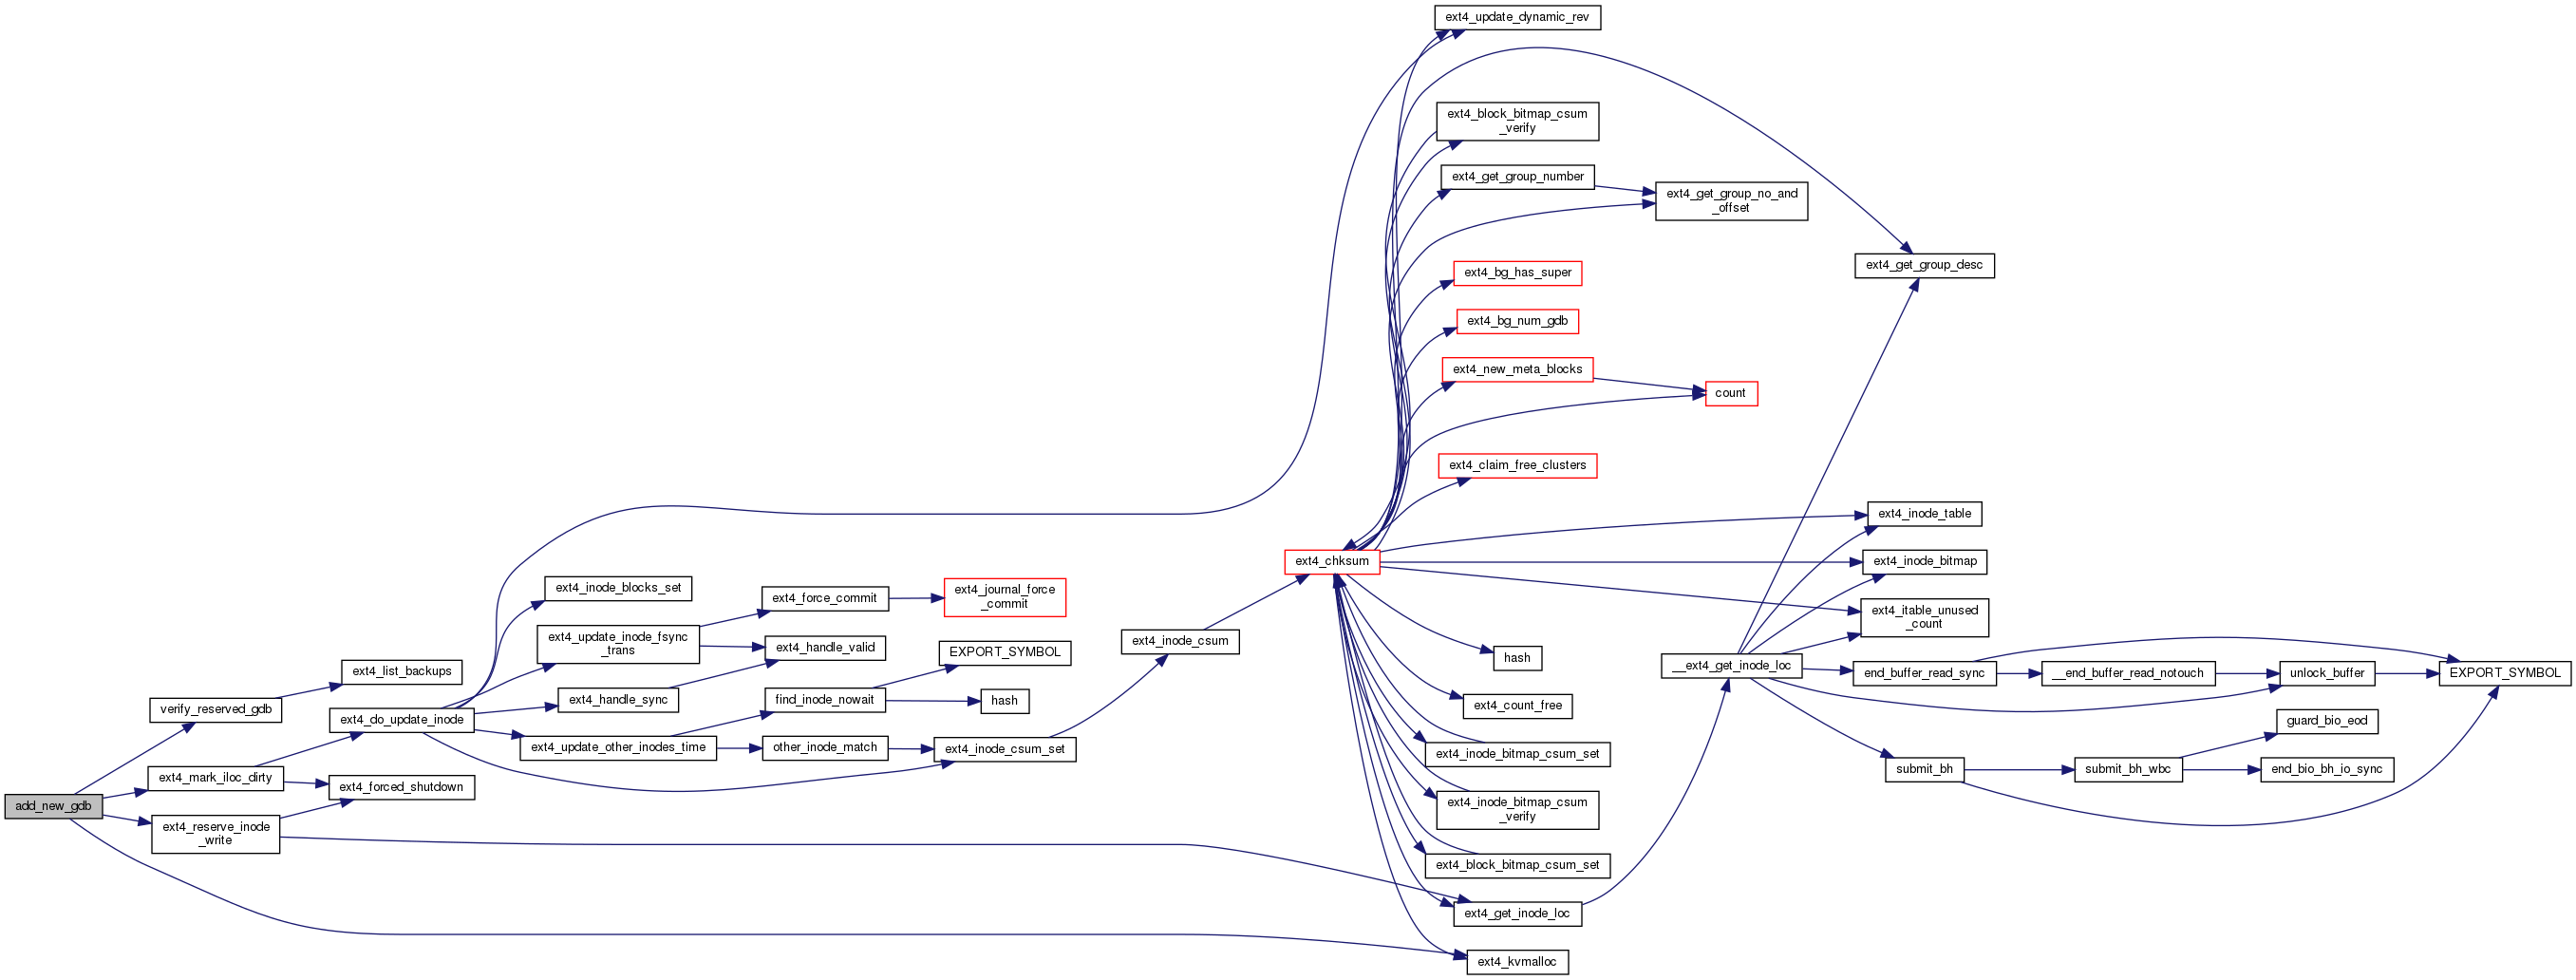 add_new_gdb
verify_reserved_gdb
ext4_list_backups
ext4_mark_iloc_dirty
ext4_reserve_inode
_write
ext4_do_update_inode
ext4_forced_shutdown
ext4_inode_blocks_set
ext4_update_inode_fsync
_trans
ext4_handle_sync
ext4_update_other_inodes_time
ext4_force_commit
ext4_handle_valid
find_inode_nowait
other_inode_match
ext4_journal_force
_commit
EXPORT_SYMBOL
hash
ext4_inode_csum_set
ext4_inode_csum
ext4_chksum
ext4_update_dynamic_rev
ext4_block_bitmap_csum
_verify
ext4_get_group_number
ext4_bg_has_super
ext4_bg_num_gdb
ext4_new_meta_blocks
ext4_claim_free_clusters
hash
ext4_count_free
ext4_inode_bitmap_csum_set
ext4_inode_bitmap_csum
_verify
ext4_block_bitmap_csum_set
ext4_get_inode_loc
ext4_kvmalloc
ext4_get_group_no_and
_offset
count
__ext4_get_inode_loc
ext4_get_group_desc
ext4_inode_table
ext4_inode_bitmap
ext4_itable_unused
_count
end_buffer_read_sync
submit_bh
__end_buffer_read_notouch
submit_bh_wbc
unlock_buffer
guard_bio_eod
end_bio_bh_io_sync
EXPORT_SYMBOL